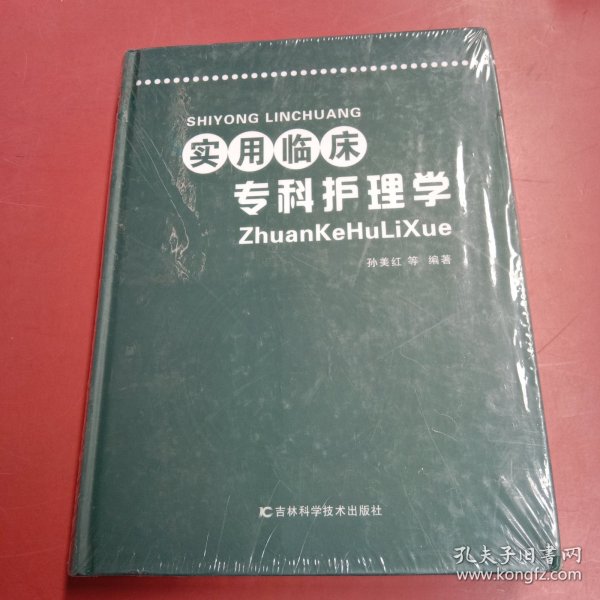 SHIYONG LINCHUANG
实用临床
专科护理学
ZhuanKeHuLiXue
孙美红 等 编著
吉林科学技术出版社
孔夫子旧书网
www.kongfz.com